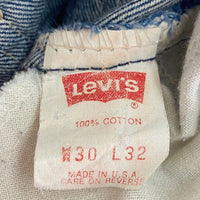 Levi's
®
100% COTTON
W30 L32
MADE IN U.S.A
CARE ON REVERSE